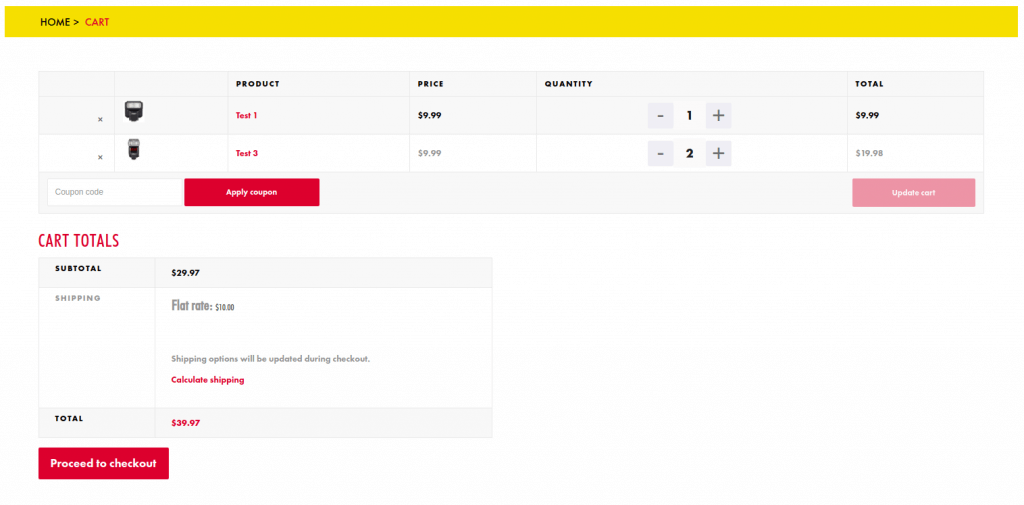 HOME > CART
PRODUCT PRICE QUANTITY TOTAL
× Test 1 $9.99 - 1 + $9.99
× Test 3 $9.99 - 2 + $19.98
Coupon code Apply coupon Update cart
CART TOTALS
SUBTOTAL $29.97
SHIPPING Flat rate: $10.00
Shipping options will be updated during checkout.
Calculate shipping
TOTAL $39.97
Proceed to checkout